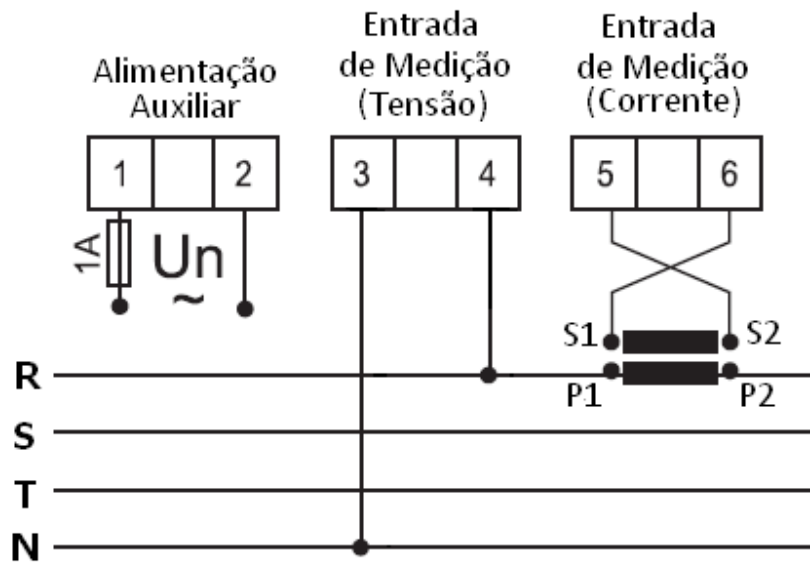 Alimentação
Auxiliar
Entrada
de Medição
(Tensão)
Entrada
de Medição
(Corrente)
1 2 3 4 5 6
1A Un
~
S1 S2
R
P1 P2
S
T
N